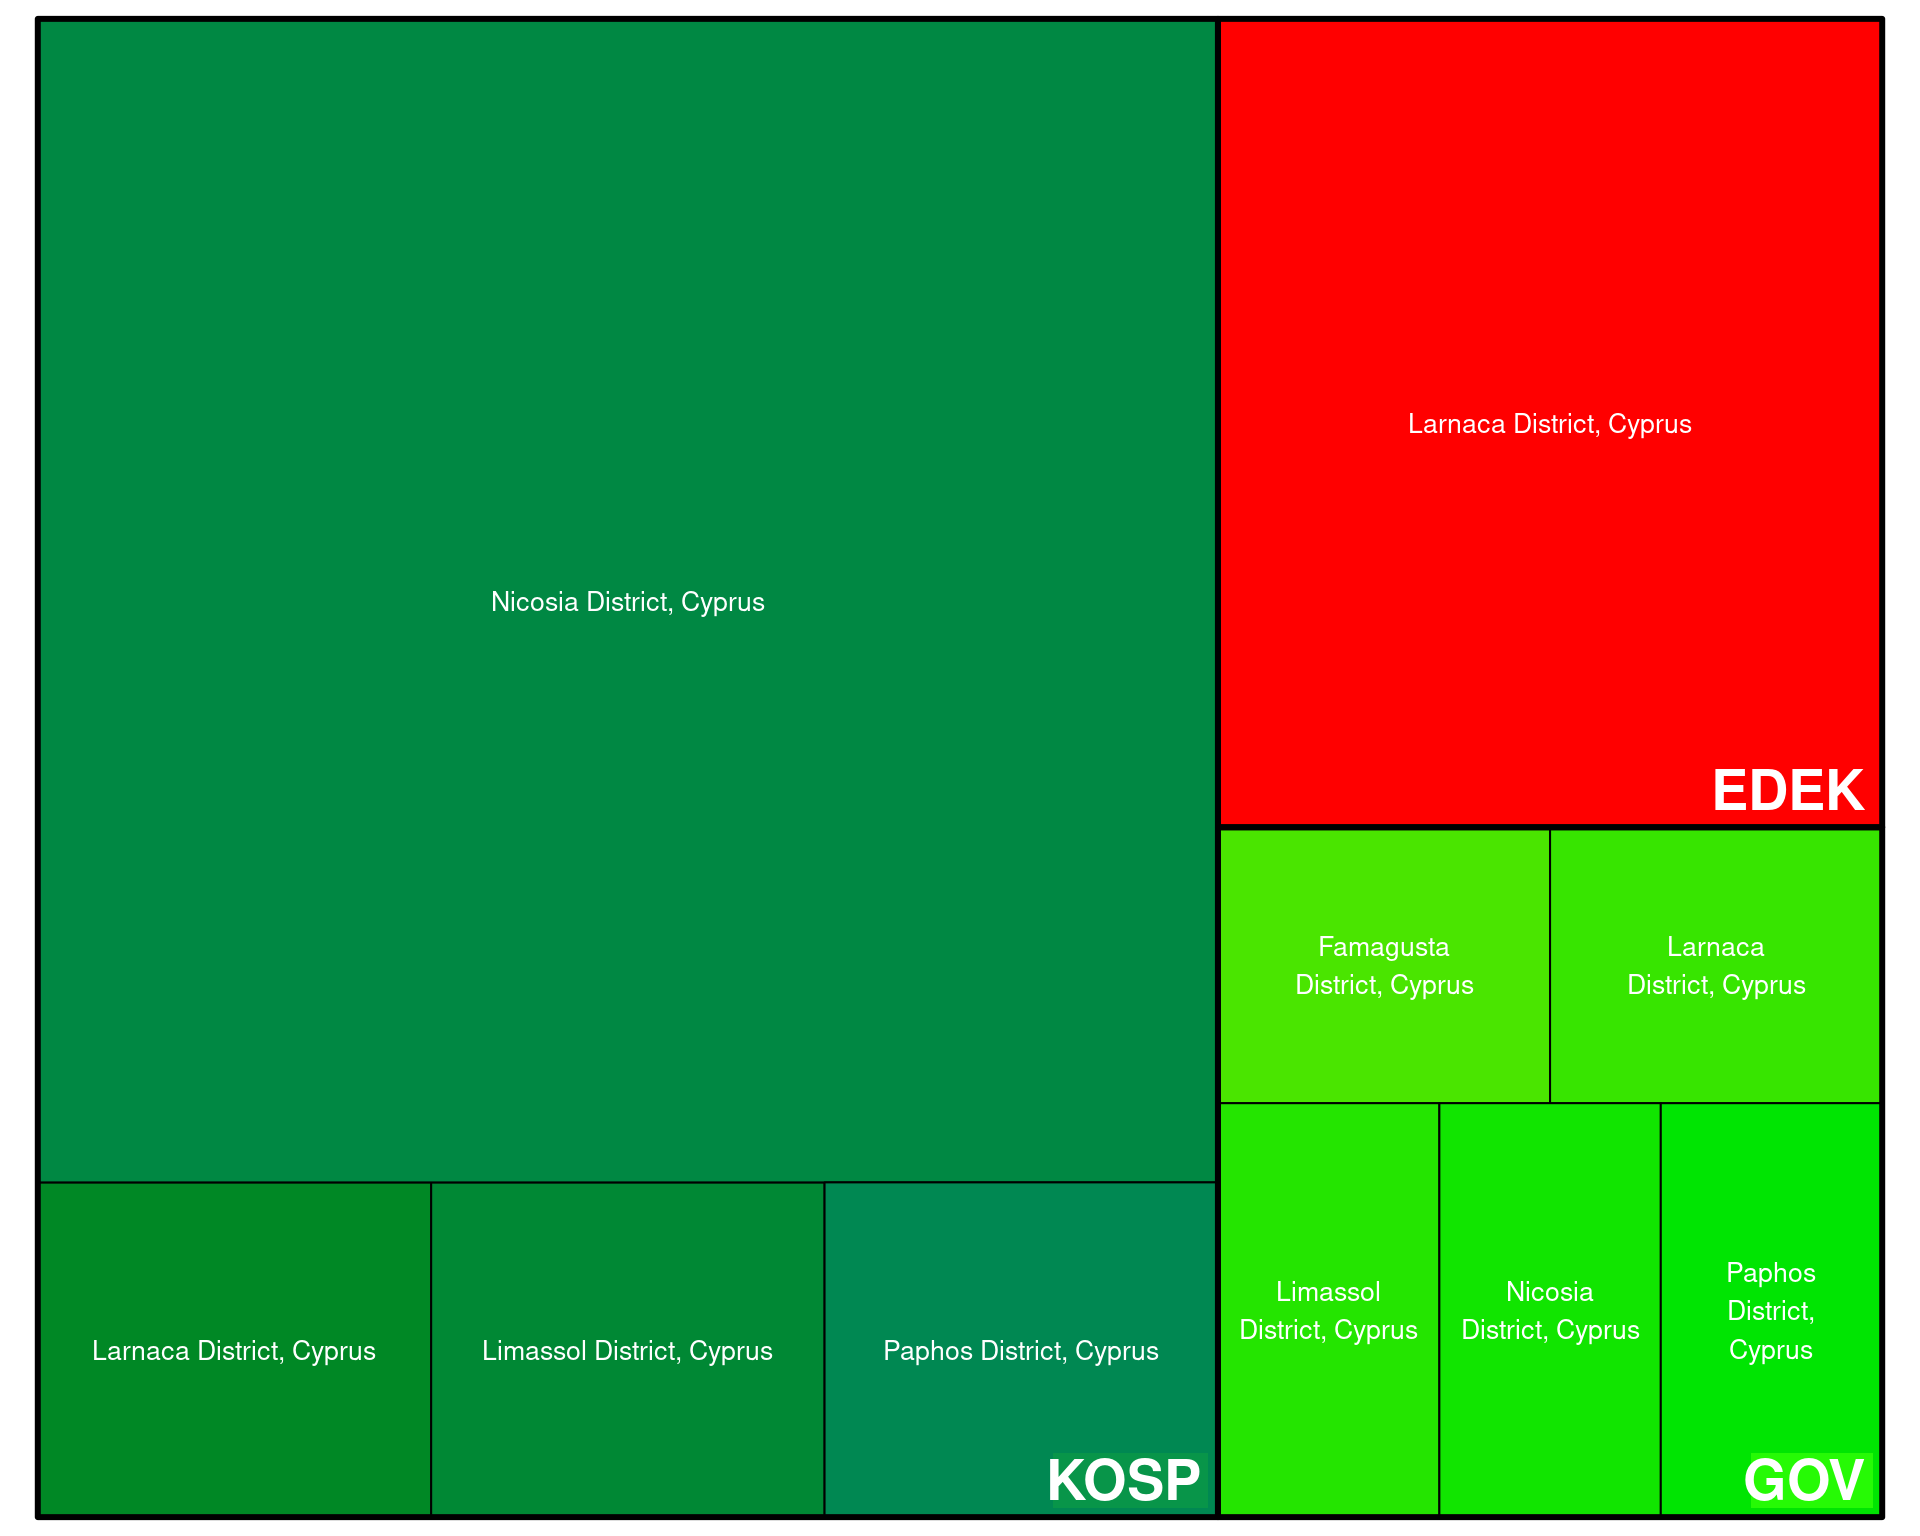 Nicosia District, Cyprus
Larnaca District, Cyprus
Limassol District, Cyprus
Paphos District, Cyprus
KOSP
Larnaca District, Cyprus
EDEK
Famagusta
District, Cyprus
Larnaca
District, Cyprus
Limassol
District, Cyprus
Nicosia
District, Cyprus
Paphos
District,
Cyprus
GOV